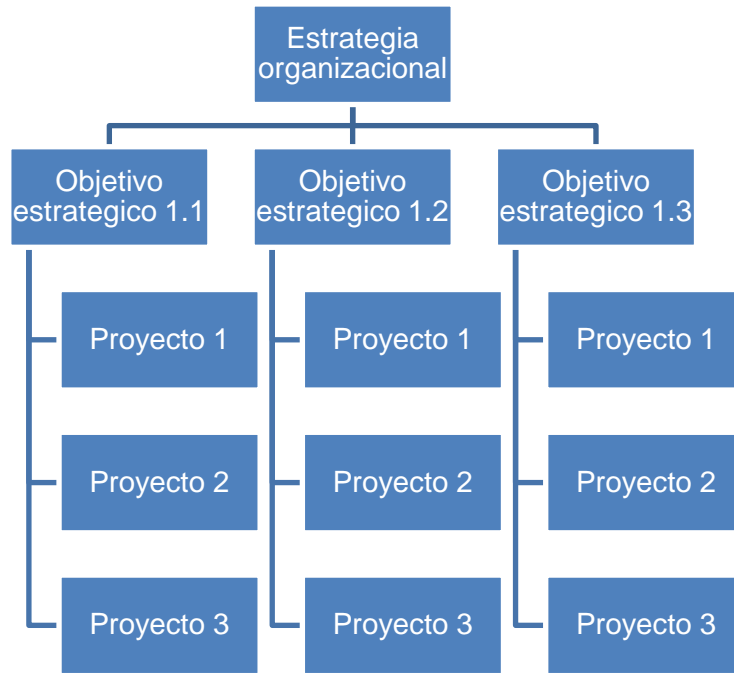 Estrategia
organizacional
Objetivo
estrategico 1.1
Objetivo
estrategico 1.2
Objetivo
estrategico 1.3
Proyecto 1
Proyecto 1
Proyecto 1
Proyecto 2
Proyecto 2
Proyecto 2
Proyecto 3
Proyecto 3
Proyecto 3